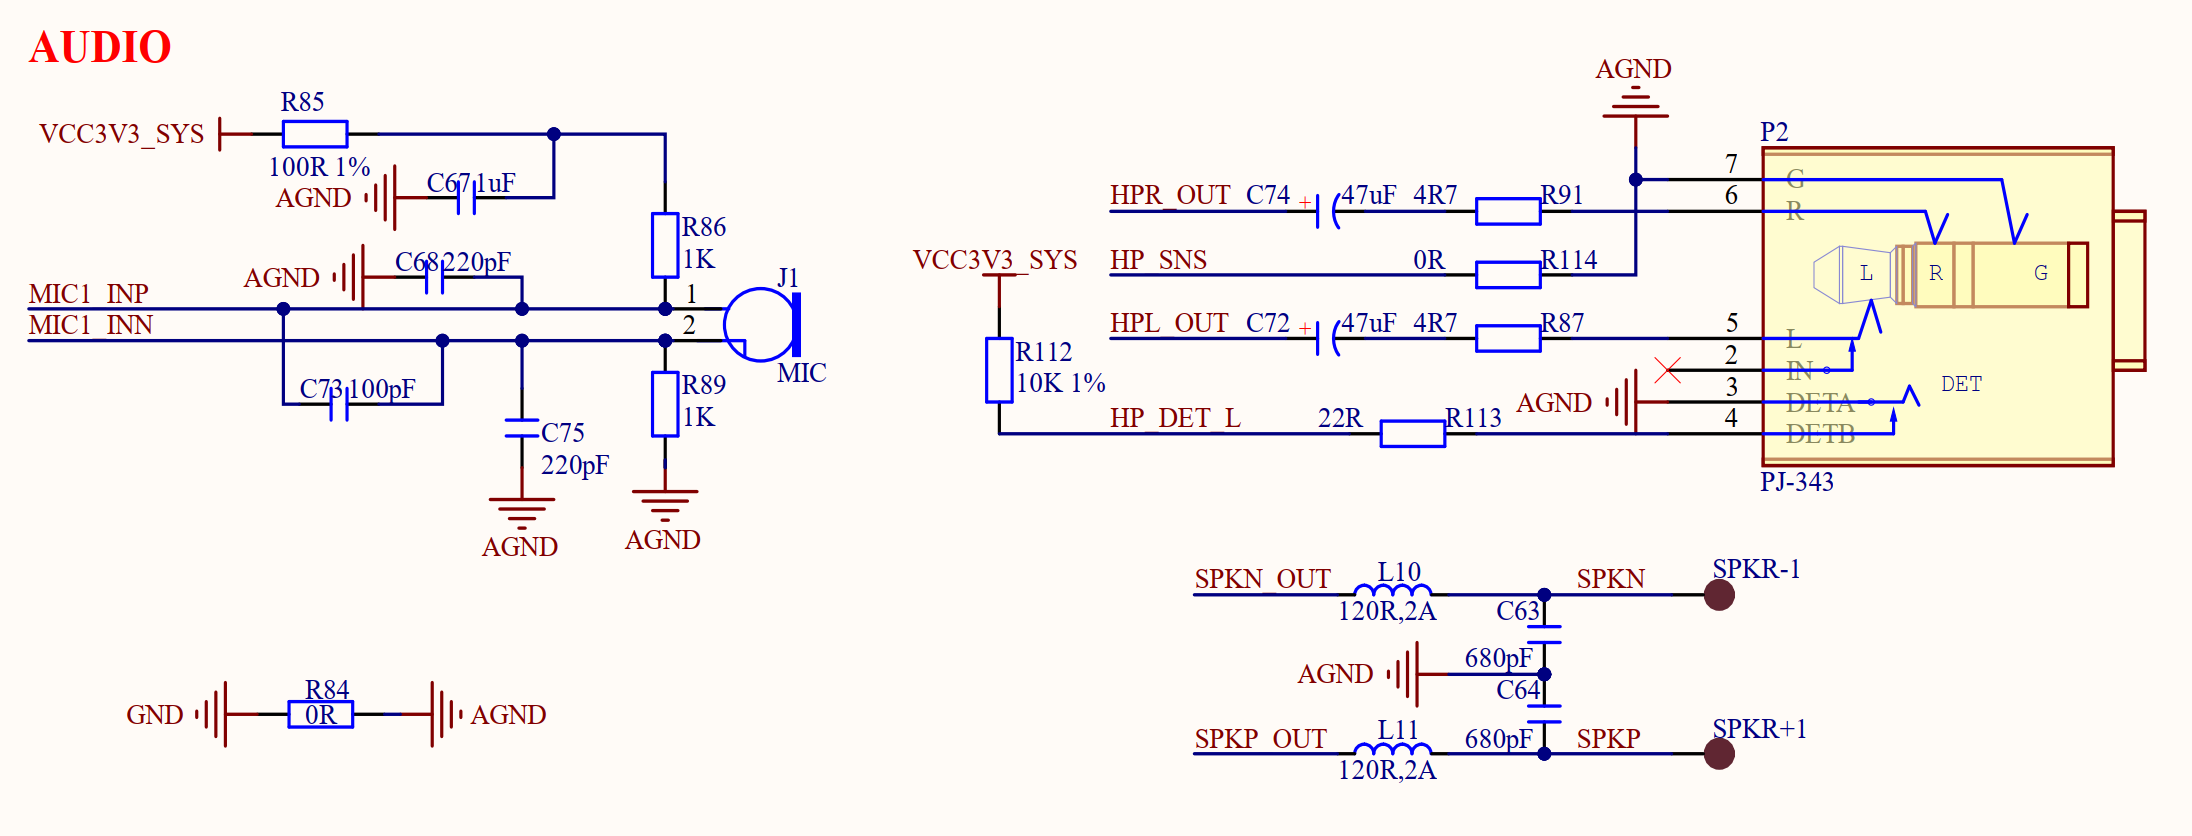 AUDIO
R85
VCC3V3_SYS
100R 1%
C67 1uF
AGND
R86
1K
C68 220pF
AGND
J1
MIC1_INP
1
MIC1_INN
2
MIC
C73 100pF
R89
1K
C75
220pF
AGND
AGND
GND
R84
0R
AGND
AGND
P2
7
G
HPR_OUT C74 + 47uF 4R7 R91
6
R
VCC3V3_SYS
HP_SNS 0R R114
L R G
HPL_OUT C72 + 47uF 4R7 R87
5
L
R112
10K 1%
2
IN
AGND
3
DETA
DET
HP_DET_L 22R R113
4
DETB
PJ-343
SPKN_OUT L10 SPKN SPKR-1
120R,2A
C63
680pF
AGND
C64
680pF
SPKP_OUT L11 SPKP SPKR+1
120R,2A